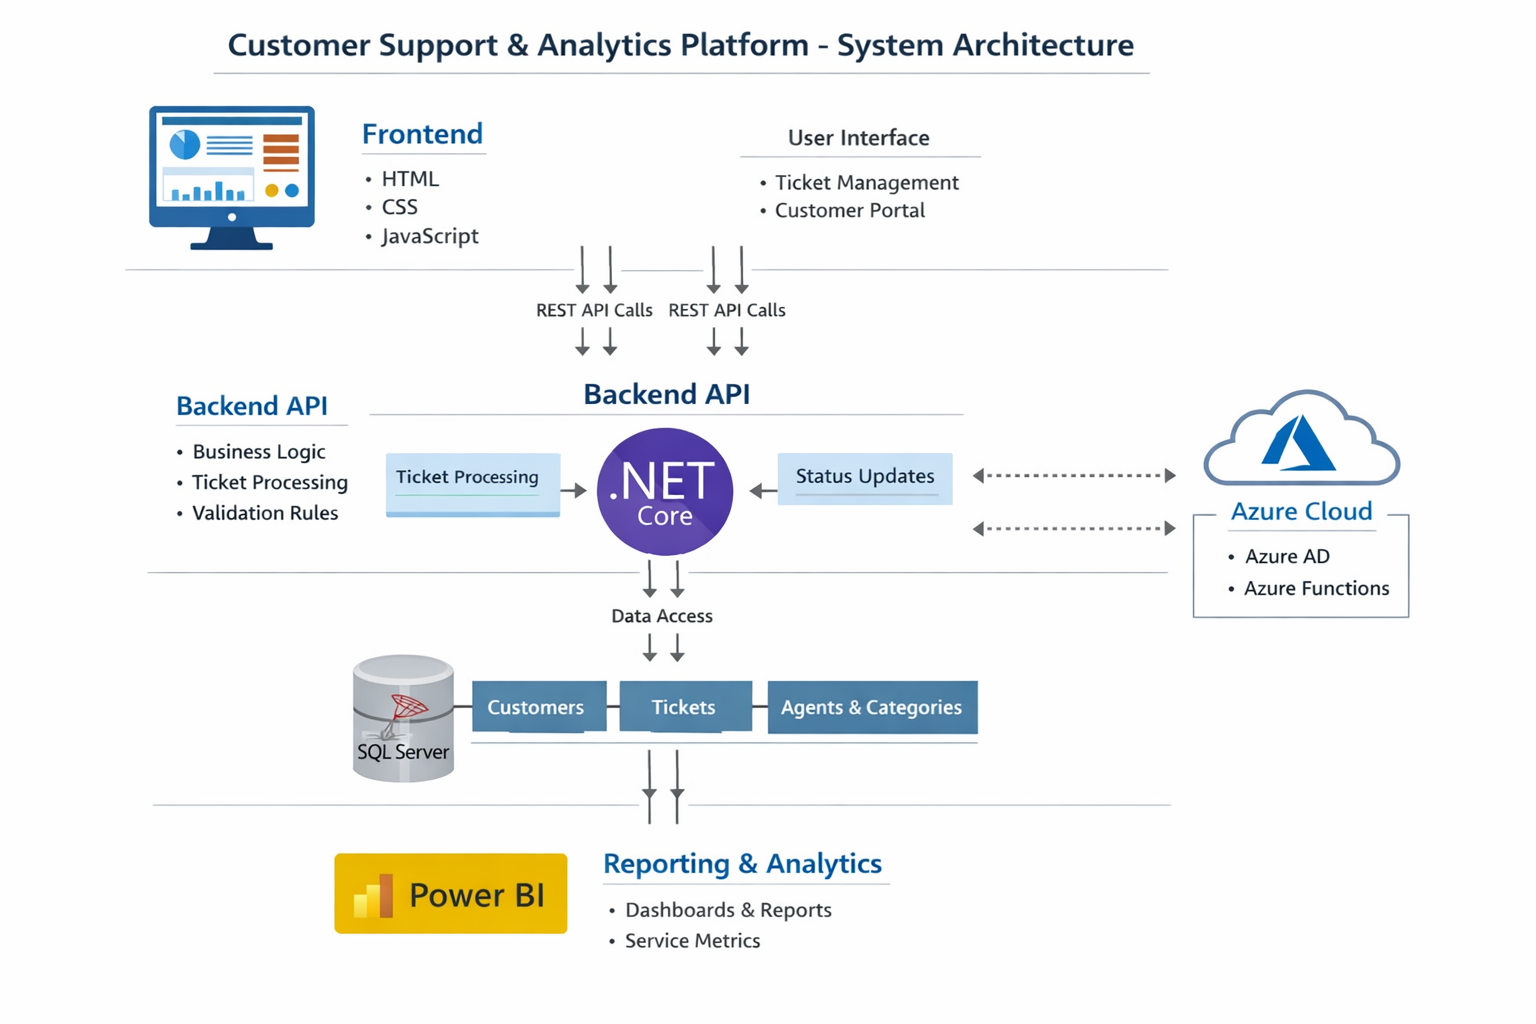 Customer Support & Analytics Platform - System Architecture
Frontend
• HTML
• CSS
• JavaScript
User Interface
• Ticket Management
• Customer Portal
REST API Calls
REST API Calls
Backend API
• Business Logic
• Ticket Processing
• Validation Rules
Backend API
Ticket Processing
.NET
Core
Status Updates
Azure Cloud
• Azure AD
• Azure Functions
Data Access
SQL Server
Customers
Tickets
Agents & Categories
Power BI
Reporting & Analytics
• Dashboards & Reports
• Service Metrics